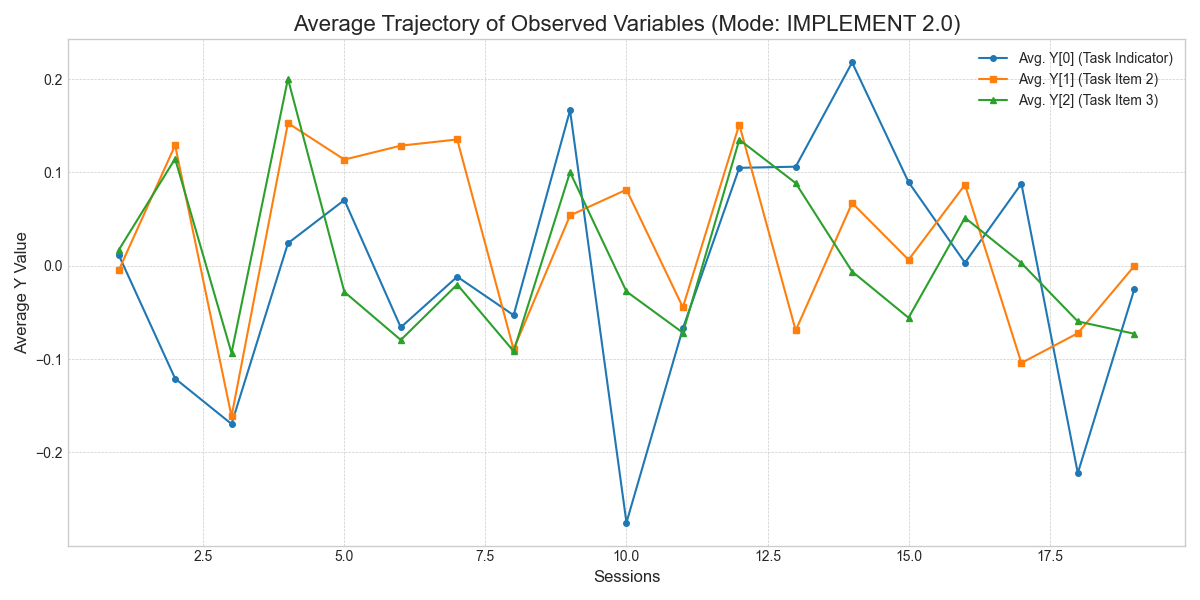 Average Trajectory of Observed Variables (Mode: IMPLEMENT 2.0)
Avg. Y[0] (Task Indicator)
Avg. Y[1] (Task Item 2)
Avg. Y[2] (Task Item 3)
Average Y Value
0.2
0.1
0.0
−0.1
−0.2
2.5
5.0
7.5
10.0
12.5
15.0
17.5
Sessions